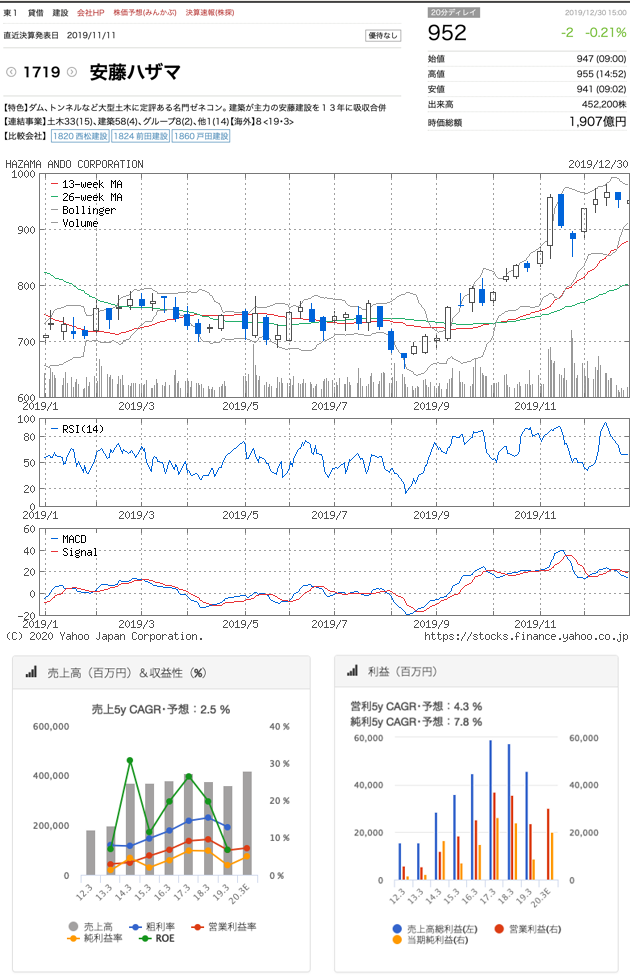 東1 貸借 建設 会社HP 株価予想(みんかぶ) 決算速報(株探)
直近決算発表日 2019/11/11 優待なし
1719 安藤ハザマ
【特色】ダム、トンネルなど大型土木に定評ある名門ゼネコン。建築が主力の安藤建設を13年に吸収合併
【連結事業】土木33(15)、建築58(4)、グループ8(2)、他1(14)【海外】8 <19・3>
【比較会社】 1820 西松建設 1824 前田建設 1860 戸田建設
20分ディレイ 2019/12/30 15:00
952 -2 -0.21%
始値 947 (09:00)
高値 955 (14:52)
安値 941 (09:02)
出来高 452,200株
時価総額 1,907億円
HAZAMA ANDO CORPORATION 2019/12/30
1000
900
800
700
600
13-week MA
26-week MA
Bollinger
Volume
2019/1 2019/3 2019/5 2019/7 2019/9 2019/11
100
80
50
20
0
RSI(14)
2019/1 2019/3 2019/5 2019/7 2019/9 2019/11
60
40
20
0
-20
MACD
Signal
2019/1 2019/3 2019/5 2019/7 2019/9 2019/11
(C) 2020 Yahoo Japan Corporation. https://stocks.finance.yahoo.co.jp
売上高（百万円）＆収益性（%）
売上5y CAGR・予想：2.5 %
600,000
400,000
200,000
0
40 %
30 %
20 %
10 %
0 %
12.3 13.3 14.3 15.3 16.3 17.3 18.3 19.3 20.3E
売上高 粗利率 営業利益率
純利益率 ROE
利益（百万円）
営利5y CAGR・予想：4.3 %
純利5y CAGR・予想：7.8 %
60,000
40,000
20,000
0
60,000
40,000
20,000
0
12.3 13.3 14.3 15.3 16.3 17.3 18.3 19.3 20.3E
売上高総利益(左) 営業利益(右)
当期純利益(右)